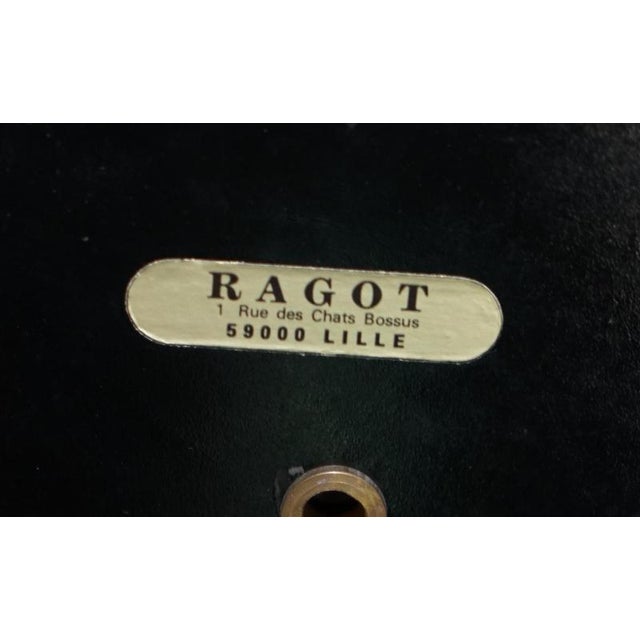 RAGOT
1 Rue des Chats Bossus
59000 LILLE